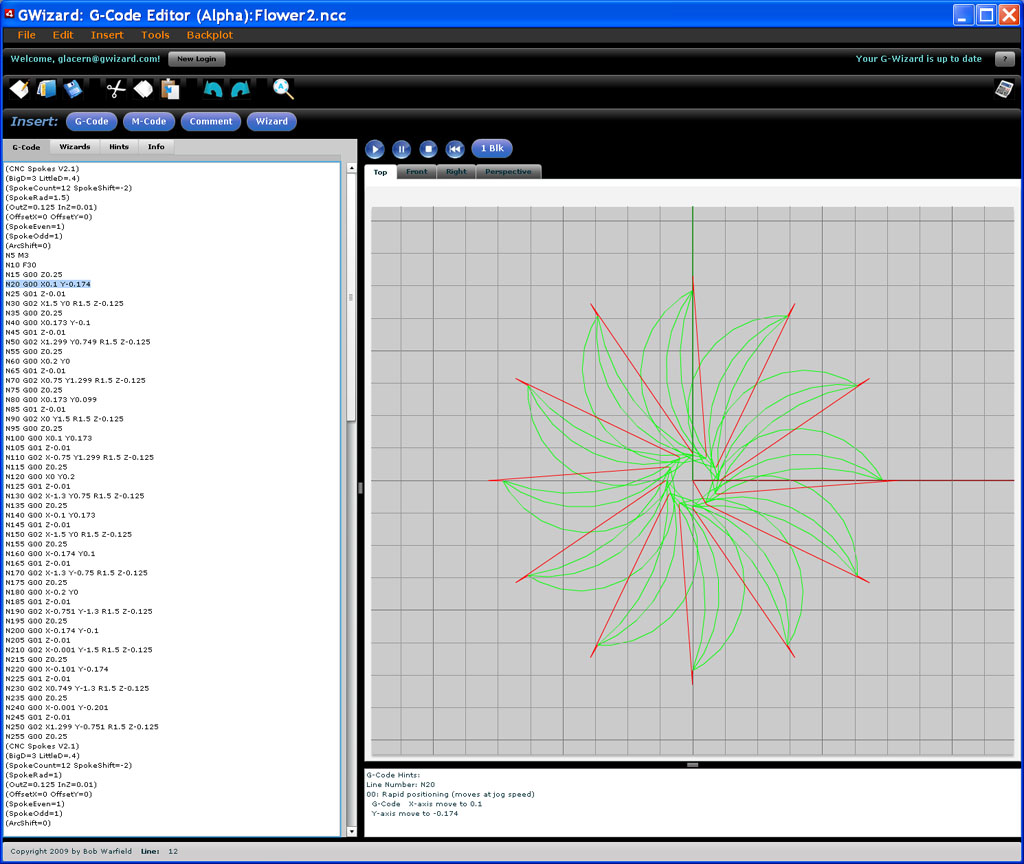 GWizard: G-Code Editor (Alpha):Flower2.ncc
File Edit Insert Tools Backplot
Welcome, glacern@gwizard.com! New Login Your G-Wizard is up to date ?
Insert: G-Code M-Code Comment Wizard
G-Code Wizards Hints Info
1 Blk
Top Front Right Perspective
(CNC Spokes V2.1)
(BigD=3 LittleD=.4)
(SpokeCount=12 SpokeShift=-2)
(SpokeRad=1.5)
(OutZ=0.125 InZ=0.01)
(OffsetX=0 OffsetY=0)
(SpokeEven=1)
(SpokeOdd=1)
(ArcShift=0)
N5 M3
N10 F30
N15 G00 Z0.25
N20 G00 X0.1 Y-0.174
N25 G01 Z-0.01
N30 G02 X1.5 Y0 R1.5 Z-0.125
N35 G00 Z0.25
N40 G00 X0.173 Y-0.1
N45 G01 Z-0.01
N50 G02 X1.299 Y0.749 R1.5 Z-0.125
N55 G00 Z0.25
N60 G00 X0.2 Y0
N65 G01 Z-0.01
N70 G02 X0.75 Y1.299 R1.5 Z-0.125
N75 G00 Z0.25
N80 G00 X0.173 Y0.099
N85 G01 Z-0.01
N90 G02 X0 Y1.5 R1.5 Z-0.125
N95 G00 Z0.25
N100 G00 X0.1 Y0.173
N105 G01 Z-0.01
N110 G02 X-0.75 Y1.299 R1.5 Z-0.125
N115 G00 Z0.25
N120 G00 X0 Y0.2
N125 G01 Z-0.01
N130 G02 X-1.3 Y0.75 R1.5 Z-0.125
N135 G00 Z0.25
N140 G00 X-0.1 Y0.173
N145 G01 Z-0.01
N150 G02 X-1.5 Y0 R1.5 Z-0.125
N155 G00 Z0.25
N160 G00 X-0.174 Y0.1
N165 G01 Z-0.01
N170 G02 X-1.3 Y-0.75 R1.5 Z-0.125
N175 G00 Z0.25
N180 G00 X-0.2 Y0
N185 G01 Z-0.01
N190 G02 X-0.751 Y-1.3 R1.5 Z-0.125
N195 G00 Z0.25
N200 G00 X-0.174 Y-0.1
N205 G01 Z-0.01
N210 G02 X-0.001 Y-1.5 R1.5 Z-0.125
N215 G00 Z0.25
N220 G00 X-0.101 Y-0.174
N225 G01 Z-0.01
N230 G02 X0.749 Y-1.3 R1.5 Z-0.125
N235 G00 Z0.25
N240 G00 X-0.001 Y-0.201
N245 G01 Z-0.01
N250 G02 X1.299 Y-0.751 R1.5 Z-0.125
N255 G00 Z0.25
(CNC Spokes V2.1)
(BigD=3 LittleD=.4)
(SpokeCount=12 SpokeShift=-2)
(SpokeRad=1)
(OutZ=0.125 InZ=0.01)
(OffsetX=0 OffsetY=0)
(SpokeEven=1)
(SpokeOdd=1)
(ArcShift=0)
G-Code Hints:
Line Number: N20
00: Rapid positioning (moves at jog speed)
G-Code X-axis move to 0.1
Y-axis move to -0.174
Copyright 2009 by Bob Warfield Line: 12